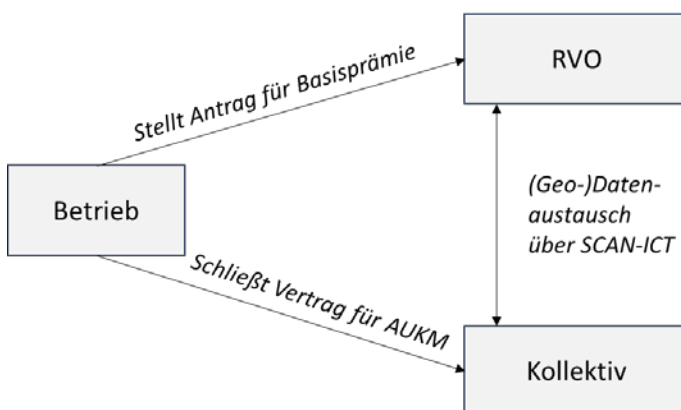 Stellt Antrag für Basisprämie
RVO
Betrieb
(Geo-)Daten-
austausch
über SCAN-ICT
Schließt Vertrag für AUKM
Kollektiv